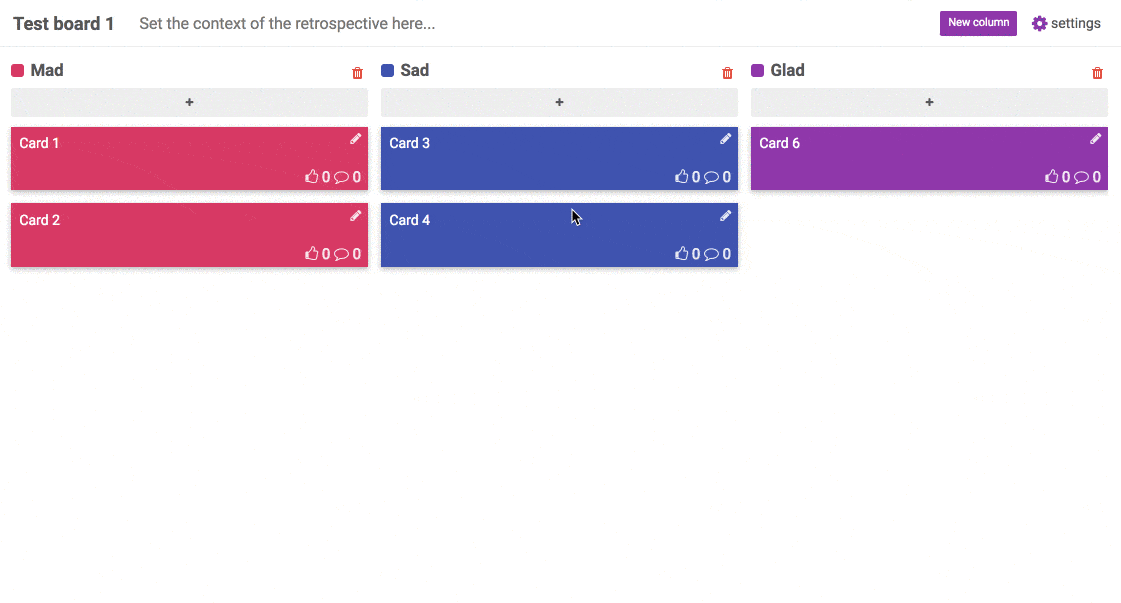 Test board 1 Set the context of the retrospective here... New column settings
Mad Sad Glad
+ + +
Card 1 Card 3 Card 6
0 0 0 0 0 0
Card 2 Card 4
0 0 0 0